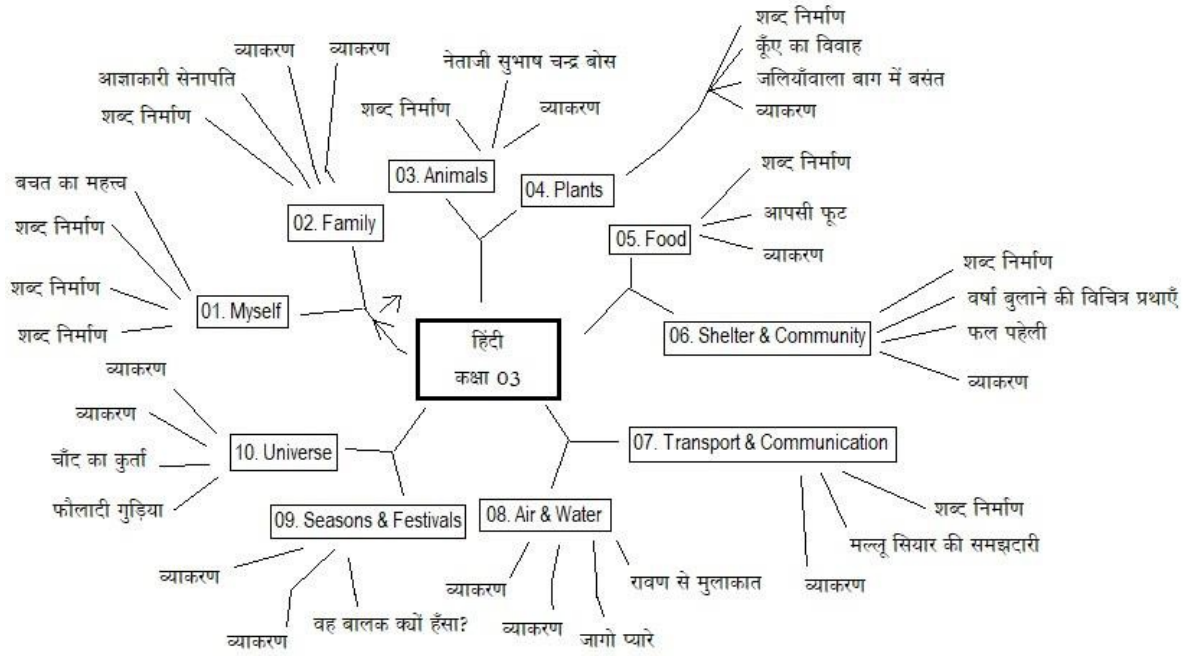 हिंदी
कक्षा 03
01. Myself
बचत का महत्त्व
शब्द निर्माण
शब्द निर्माण
शब्द निर्माण
02. Family
शब्द निर्माण
आज्ञाकारी सेनापति
व्याकरण
व्याकरण
03. Animals
शब्द निर्माण
नेताजी सुभाष चन्द्र बोस
व्याकरण
04. Plants
शब्द निर्माण
कूँए का विवाह
जलियाँवाला बाग में बसंत
व्याकरण
05. Food
शब्द निर्माण
आपसी फूट
व्याकरण
06. Shelter & Community
शब्द निर्माण
वर्षा बुलाने की विचित्र प्रथाएँ
फल पहेली
व्याकरण
07. Transport & Communication
शब्द निर्माण
मल्लू सियार की समझदारी
व्याकरण
08. Air & Water
व्याकरण
व्याकरण
जागो प्यारे
रावण से मुलाकात
09. Seasons & Festivals
व्याकरण
व्याकरण
वह बालक क्यों हँसा?
10. Universe
व्याकरण
व्याकरण
चाँद का कुर्ता
फौलादी गुड़िया